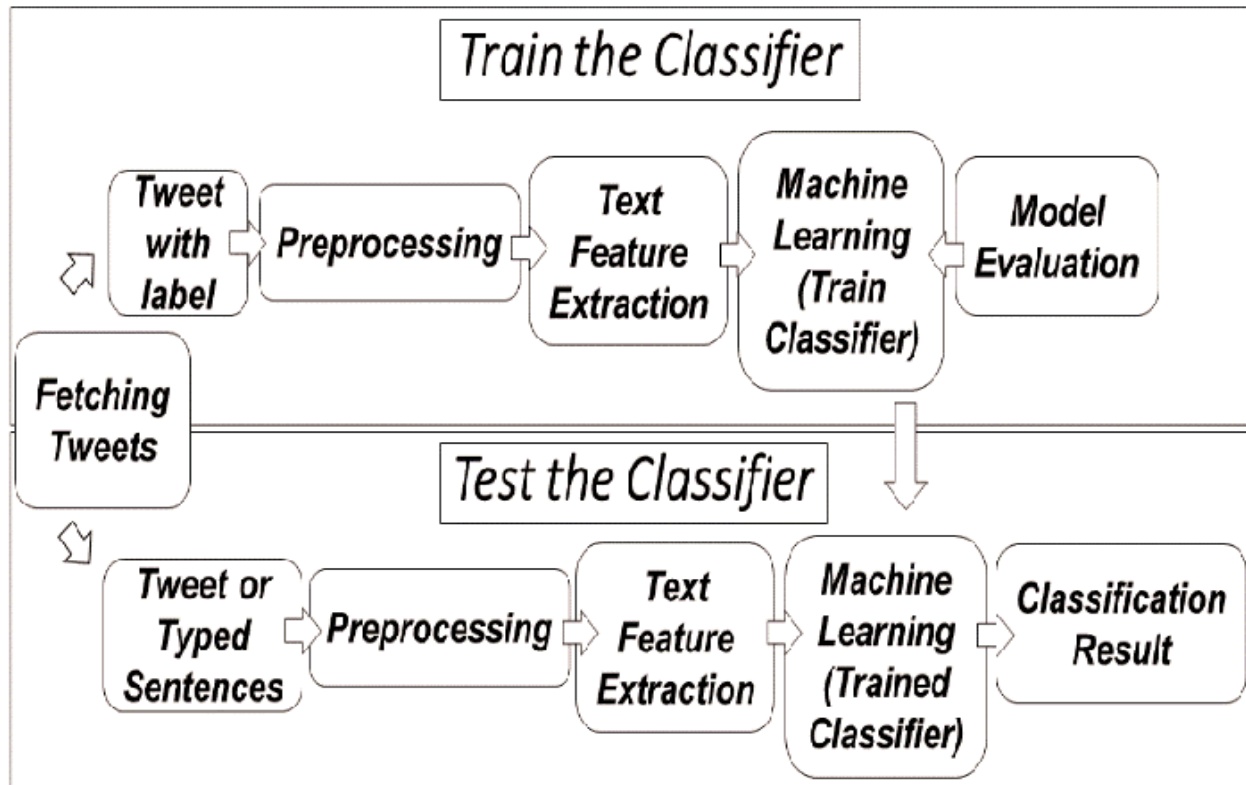 Train the Classifier
Tweet
with
label
Preprocessing
Text
Feature
Extraction
Machine
Learning
(Train
Classifier)
Model
Evaluation
Fetching
Tweets
Test the Classifier
Tweet or
Typed
Sentences
Preprocessing
Text
Feature
Extraction
Machine
Learning
(Trained
Classifier)
Classification
Result